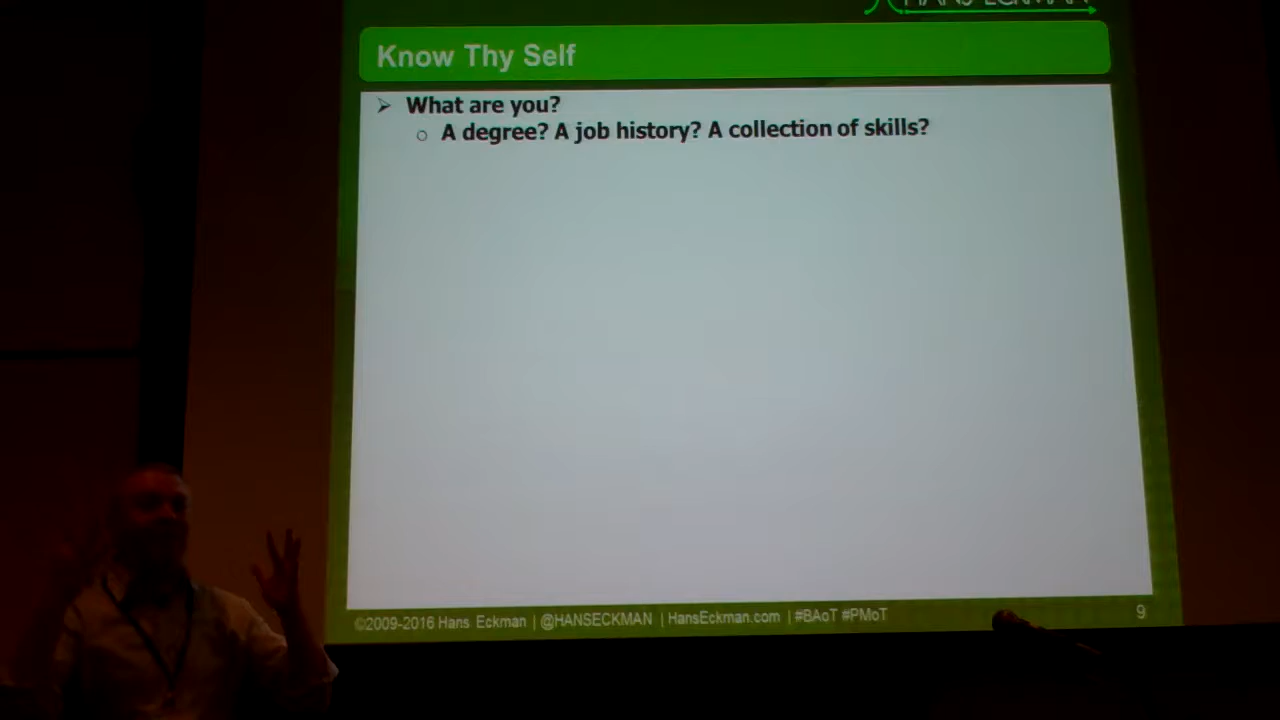 HANS ECKMAN
Know Thy Self
What are you?
A degree? A job history? A collection of skills?
©2009-2016 Hans Eckman | @HANSECKMAN | HansEckman.com | #BAoT #PMoT
9